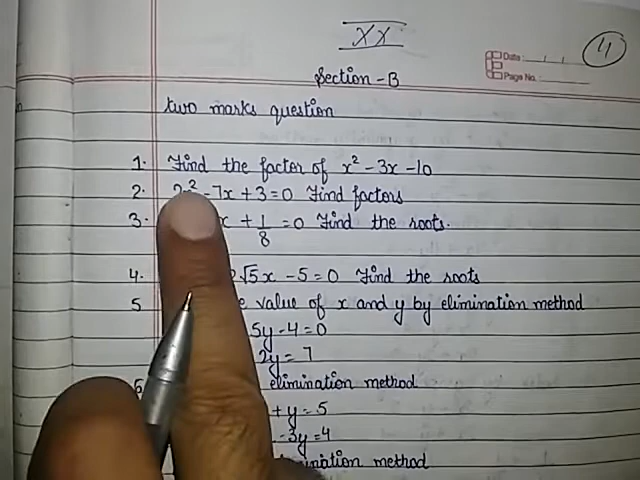 XX
4
Date :
Page No. :
Section - B
two marks question
1. Find the factor of x² - 3x - 10
2. 2x² - 7x + 3 = 0 Find factors
3. x + 1/8 = 0 Find the roots.
4. √5x - 5 = 0 Find the roots
5 value of x and y by elimination method
5y - 4 = 0
2y = 7
6 elimination method
+ y = 5
- 3y = 4
method